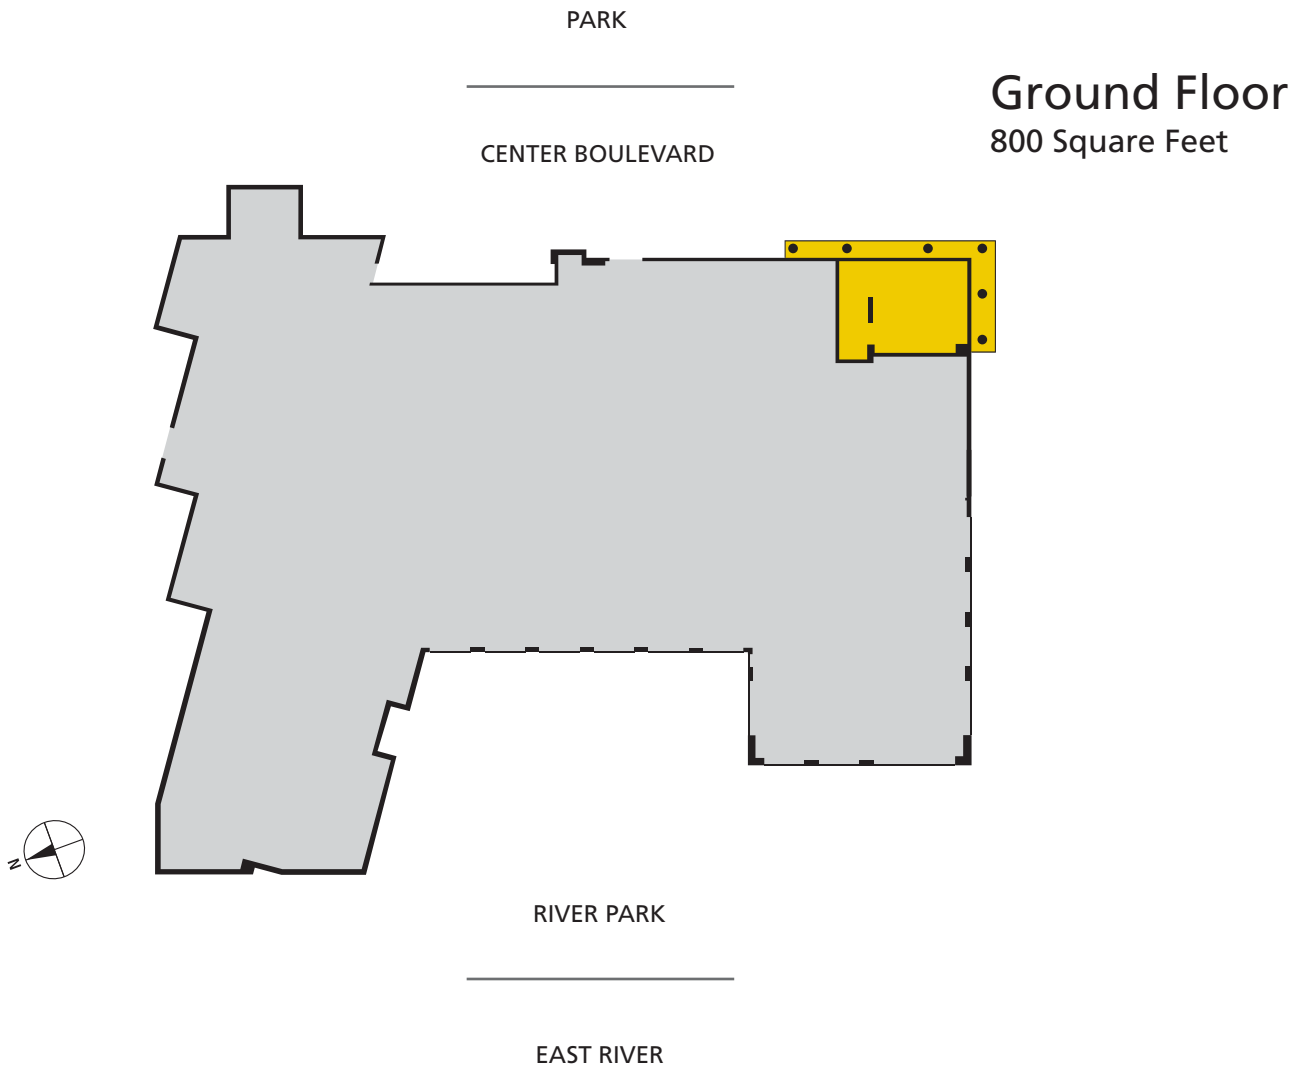 PARK
Ground Floor
800 Square Feet
CENTER BOULEVARD
N
RIVER PARK
EAST RIVER